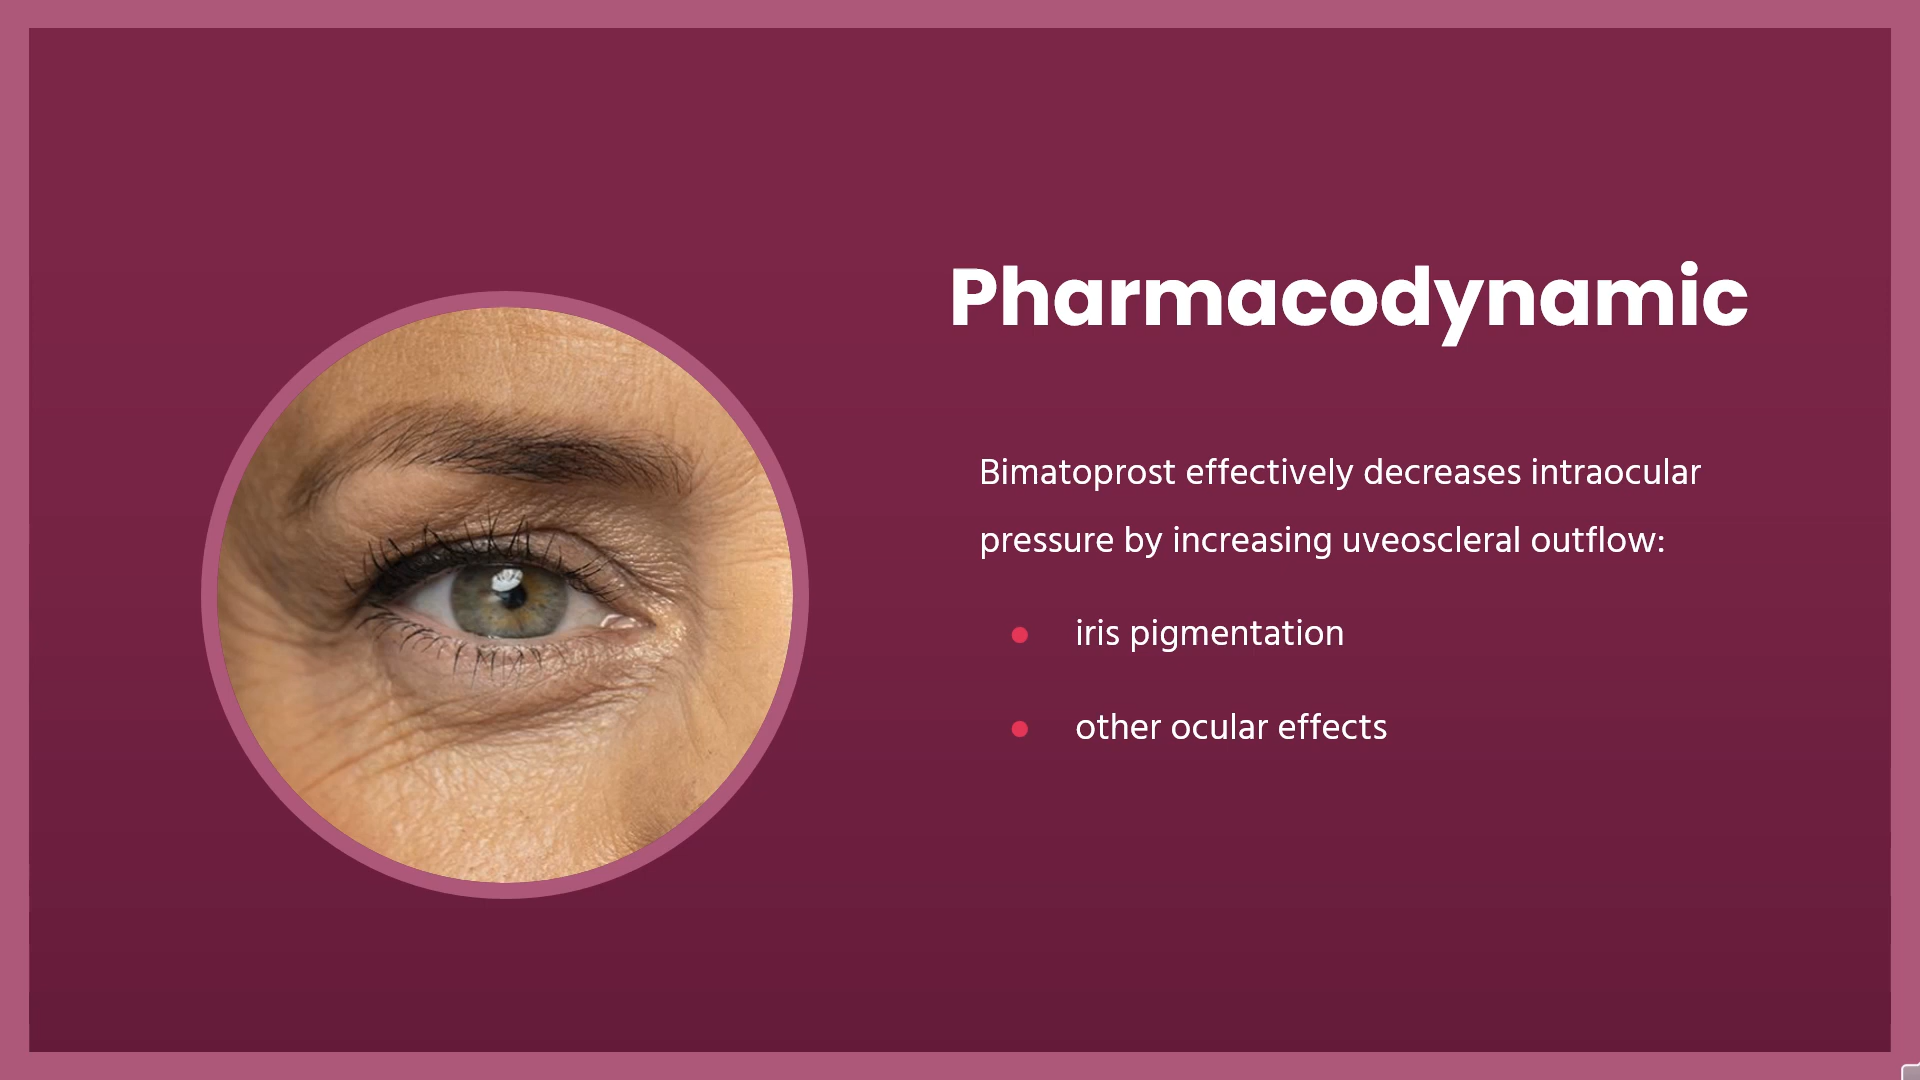 Pharmacodynamic
Bimatoprost effectively decreases intraocular
pressure by increasing uveoscleral outflow:
iris pigmentation
other ocular effects